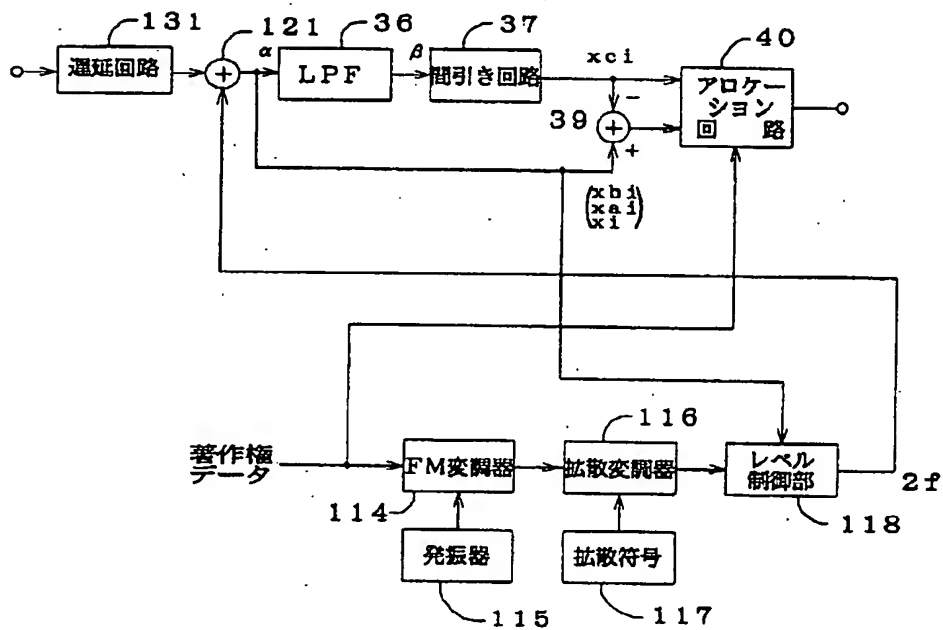 131
121
36
37
40
遅延回路
α
LPF
β
間引き回路
xci
アロケー
ション
回 路
−
39
+
+
+
xbi
xai
xi
116
著作権
データ
FM変調器
拡散変調器
レベル
制御部
2f
114
118
発振器
拡散符号
115
117